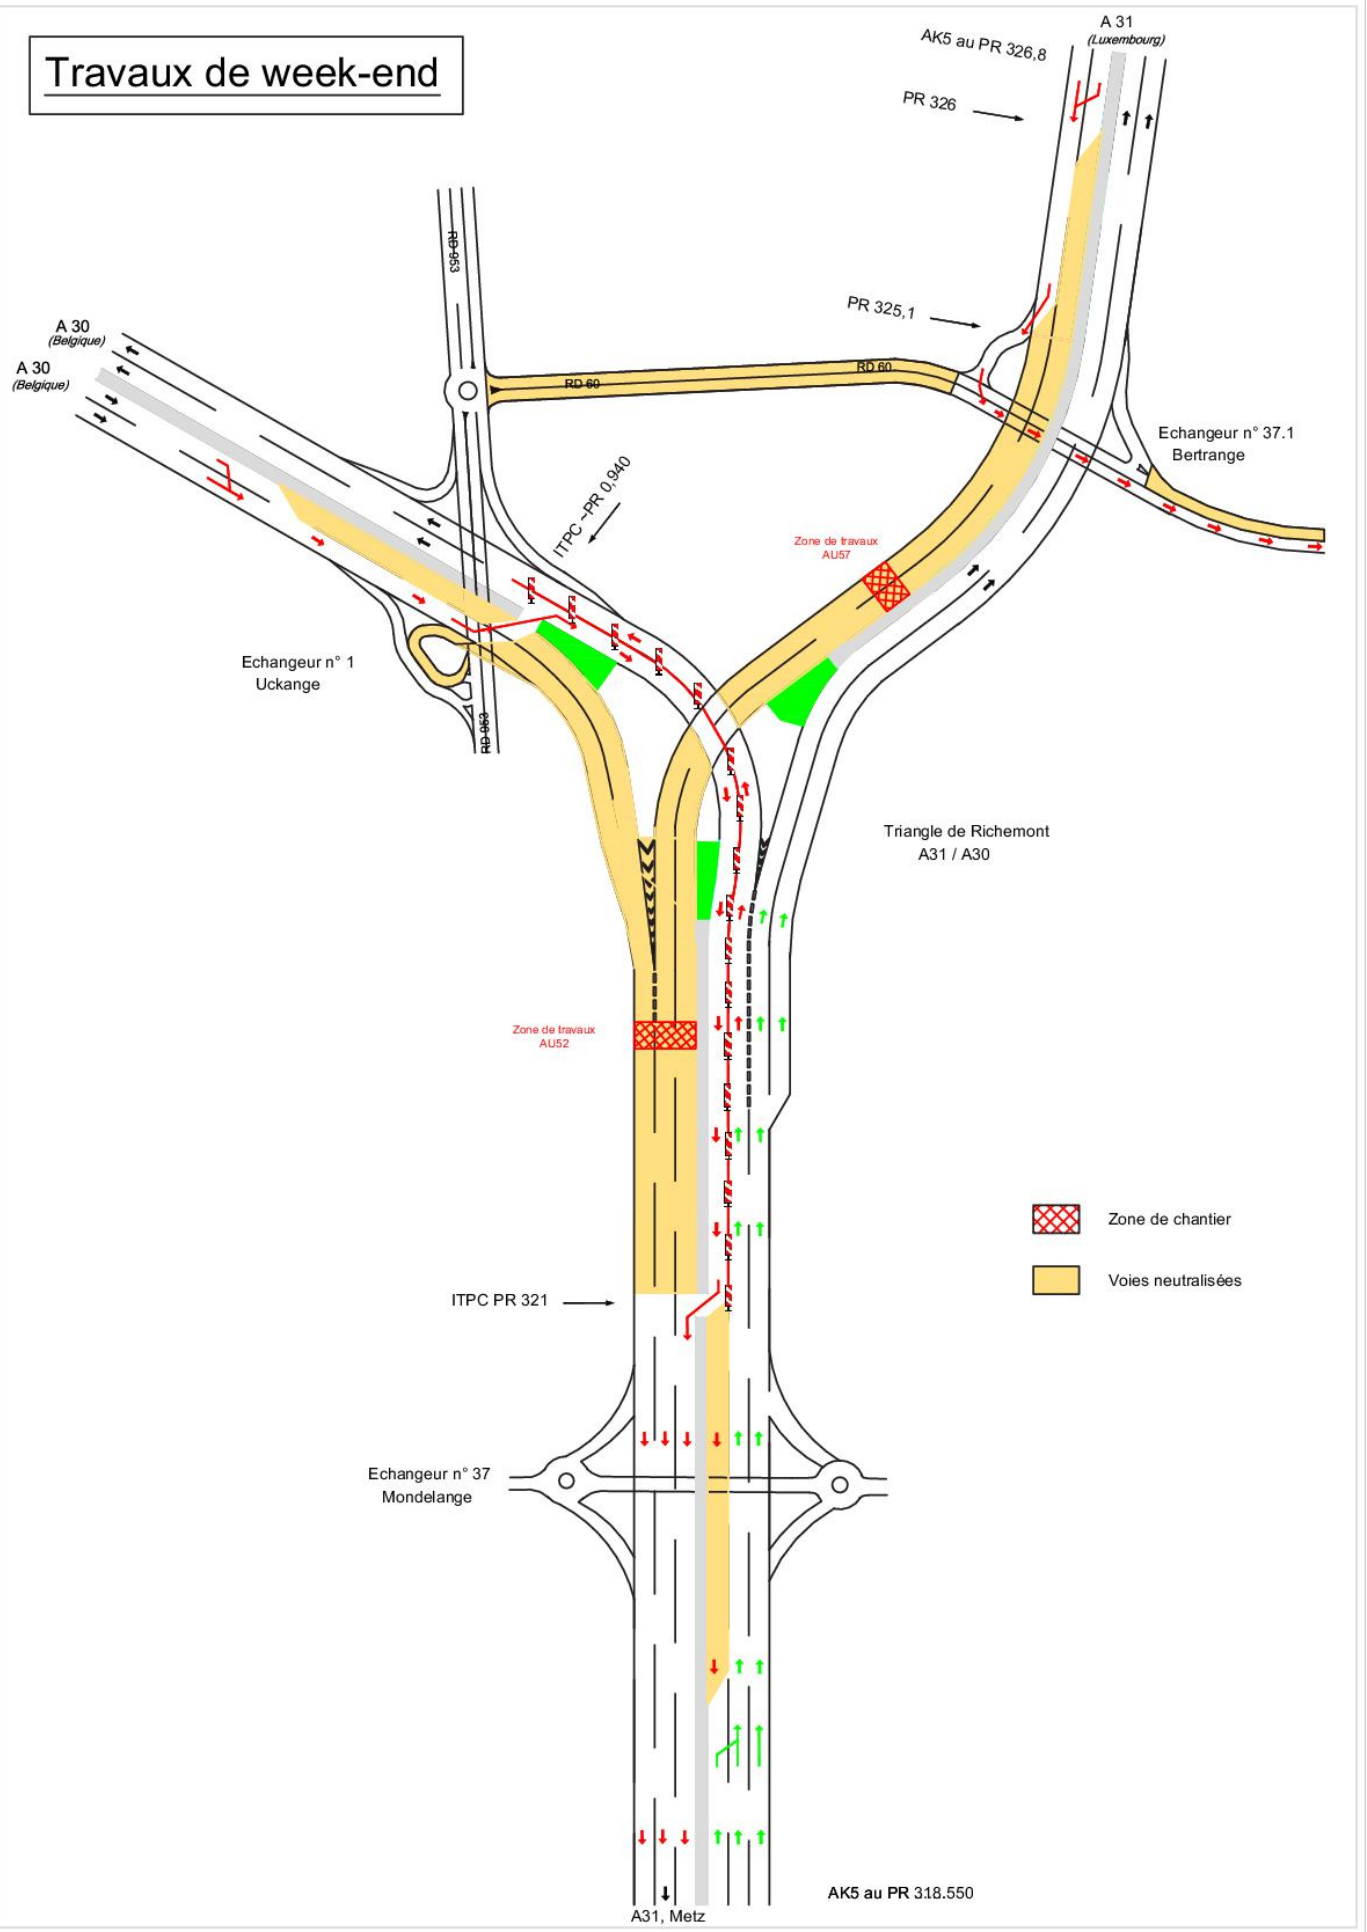 Travaux de week-end
A 31
(Luxembourg)
AK5 au PR 326,8
PR 326
RD 953
PR 325,1
A 30
(Belgique)
A 30
(Belgique)
RD 60
RD 60
Echangeur n° 37.1
Bertrange
ITPC ~PR 0,940
Zone de travaux
AU57
Echangeur n° 1
Uckange
RD 953
Triangle de Richemont
A31 / A30
Zone de travaux
AU52
Zone de chantier
Voies neutralisées
ITPC PR 321
Echangeur n° 37
Mondelange
AK5 au PR 318.550
A31, Metz